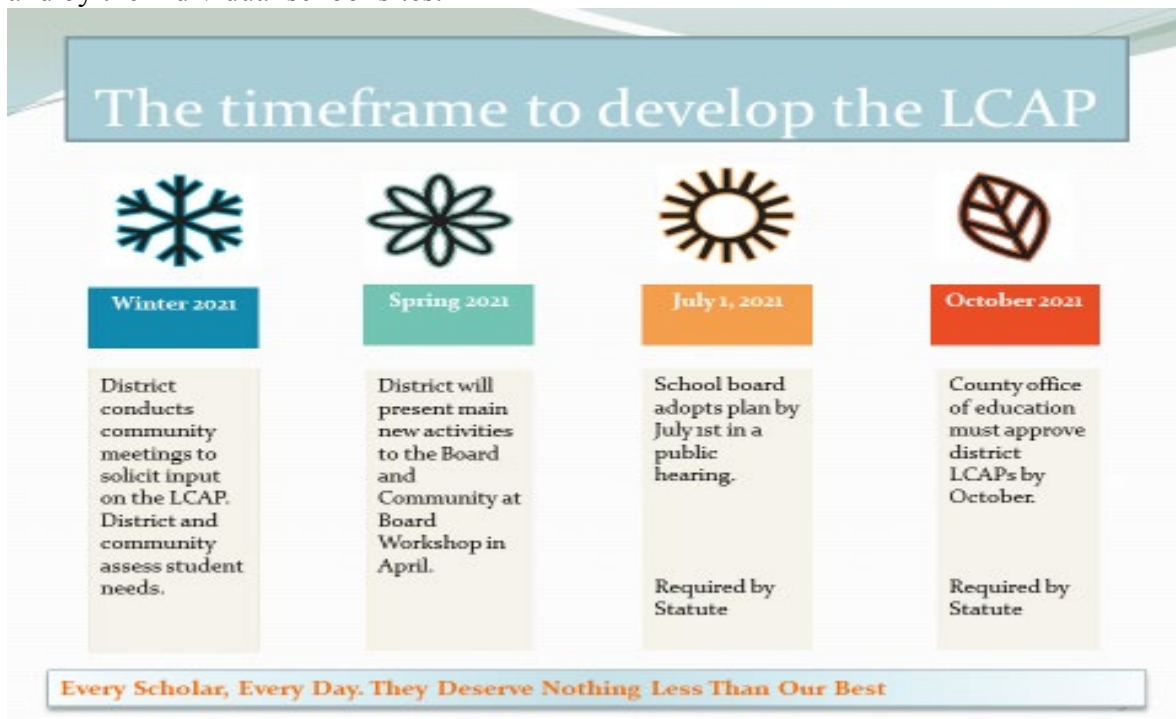 The timeframe to develop the LCAP
Winter 2021
Spring 2021
July 1, 2021
October 2021
District
conducts
community
meetings to
solicit input
on the LCAP.
District and
community
assess student
needs.
District will
present main
new activities
to the Board
and
Community at
Board
Workshop in
April.
School board
adopts plan by
July 1st in a
public
hearing.
Required by
Statute
County office
of education
must approve
district
LCAPs by
October.
Required by
Statute
Every Scholar, Every Day. They Deserve Nothing Less Than Our Best